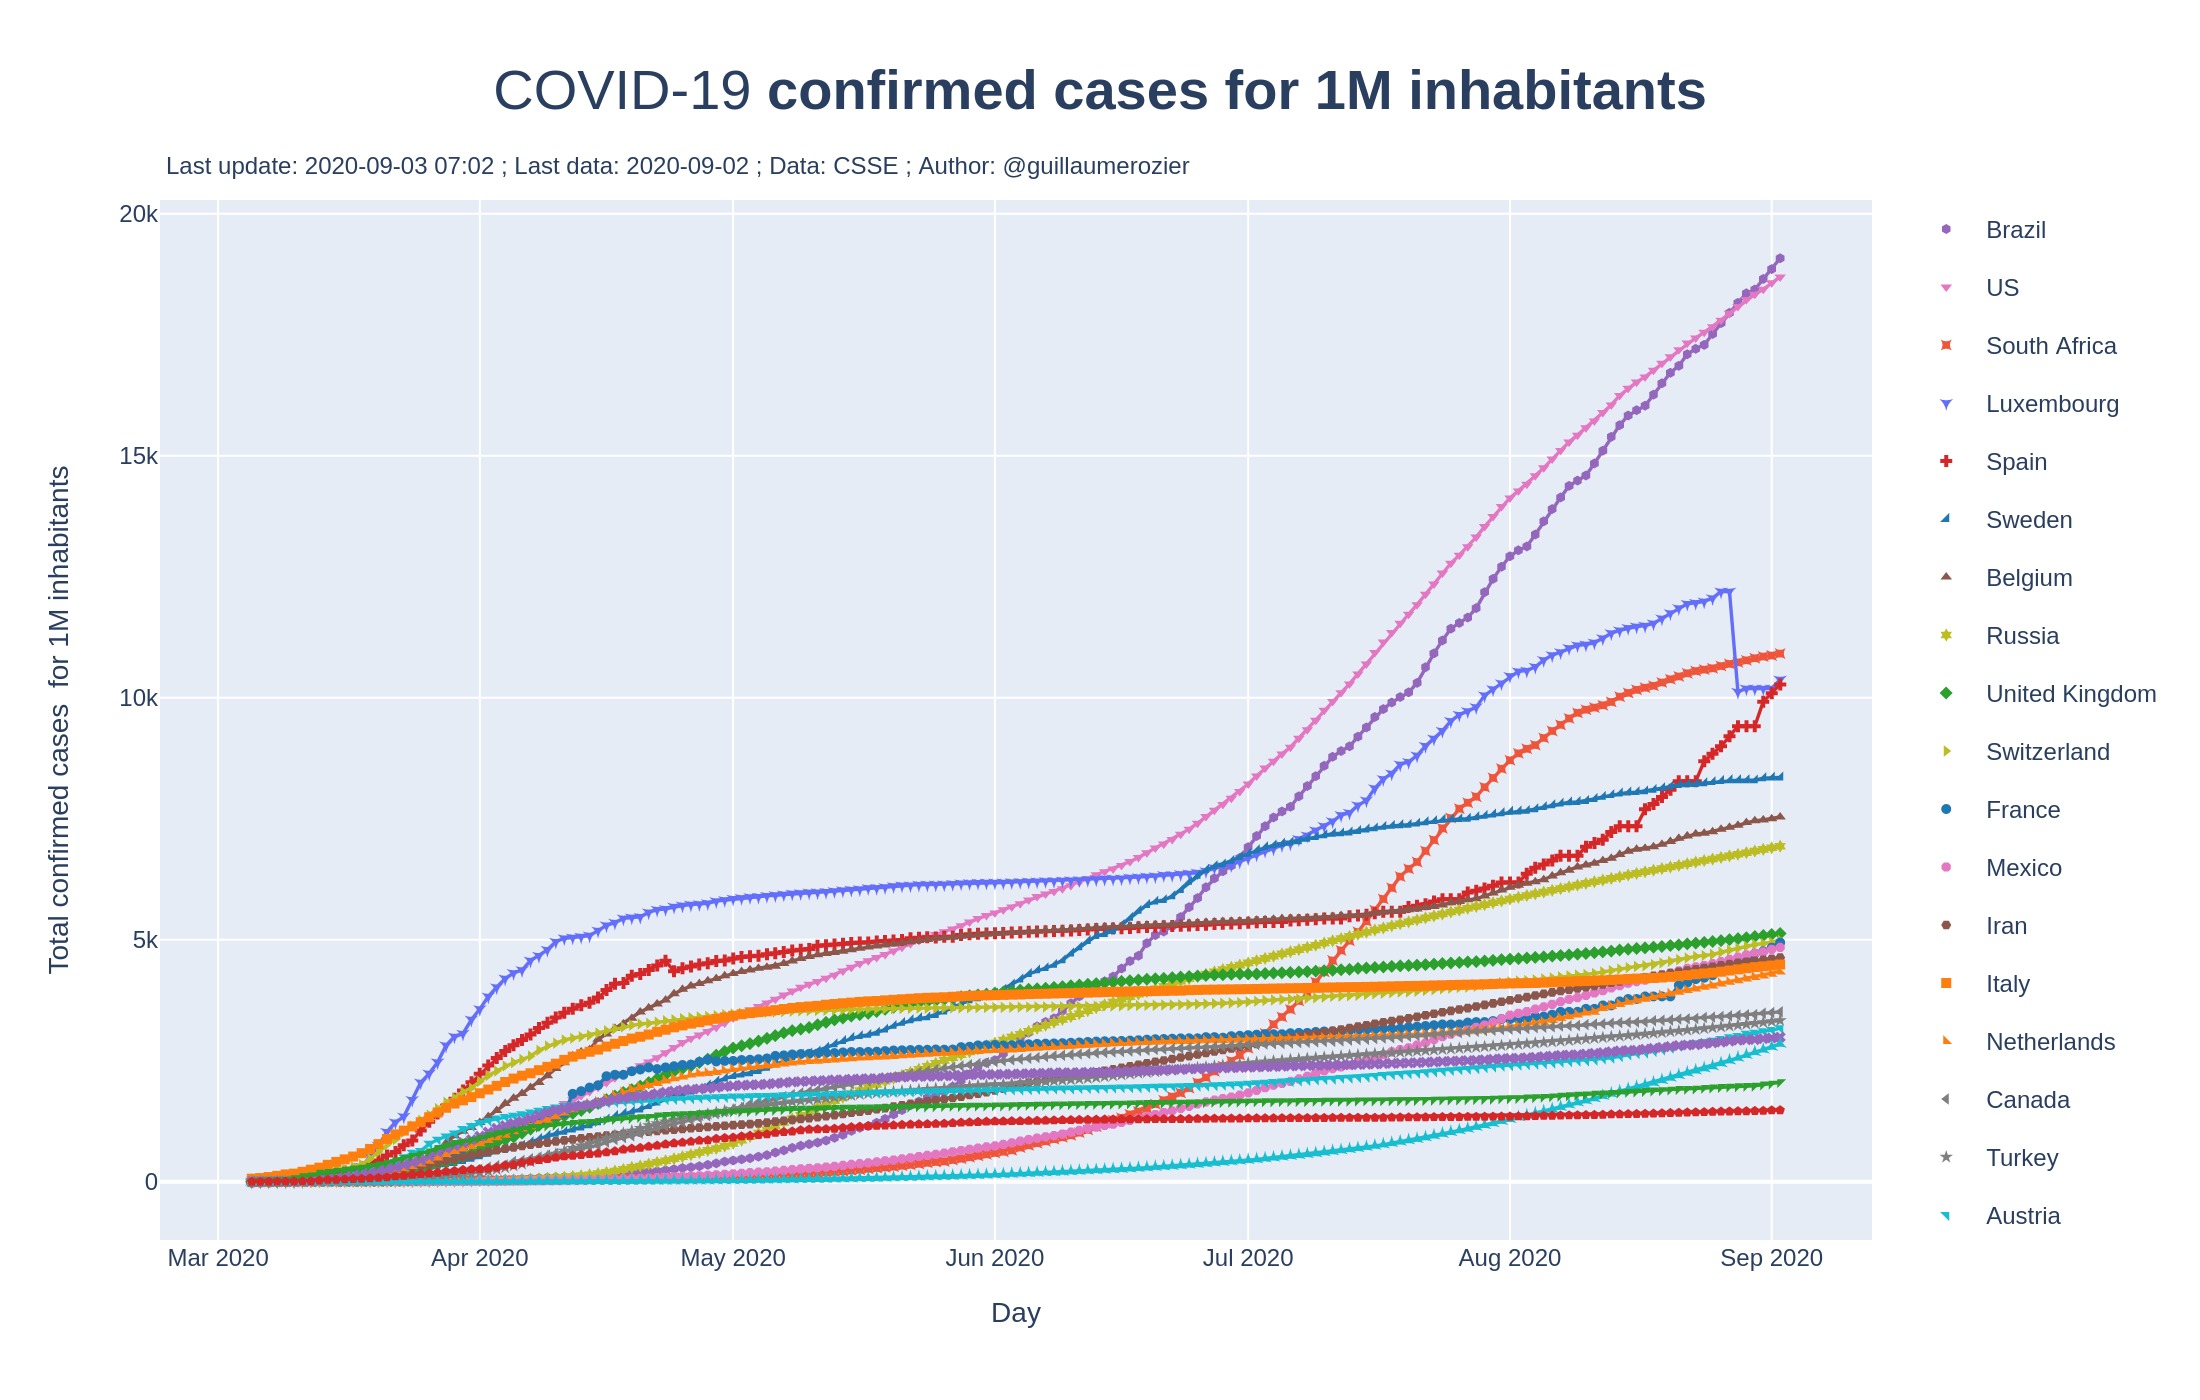 COVID-19 confirmed cases for 1M inhabitants
Last update: 2020-09-03 07:02 ; Last data: 2020-09-02 ; Data: CSSE ; Author: @guillaumerozier
Total confirmed cases  for 1M inhabitants
20k
15k
10k
5k
0
Mar 2020
Apr 2020
May 2020
Jun 2020
Jul 2020
Aug 2020
Sep 2020
Day
Brazil
US
South Africa
Luxembourg
Spain
Sweden
Belgium
Russia
United Kingdom
Switzerland
France
Mexico
Iran
Italy
Netherlands
Canada
Turkey
Austria